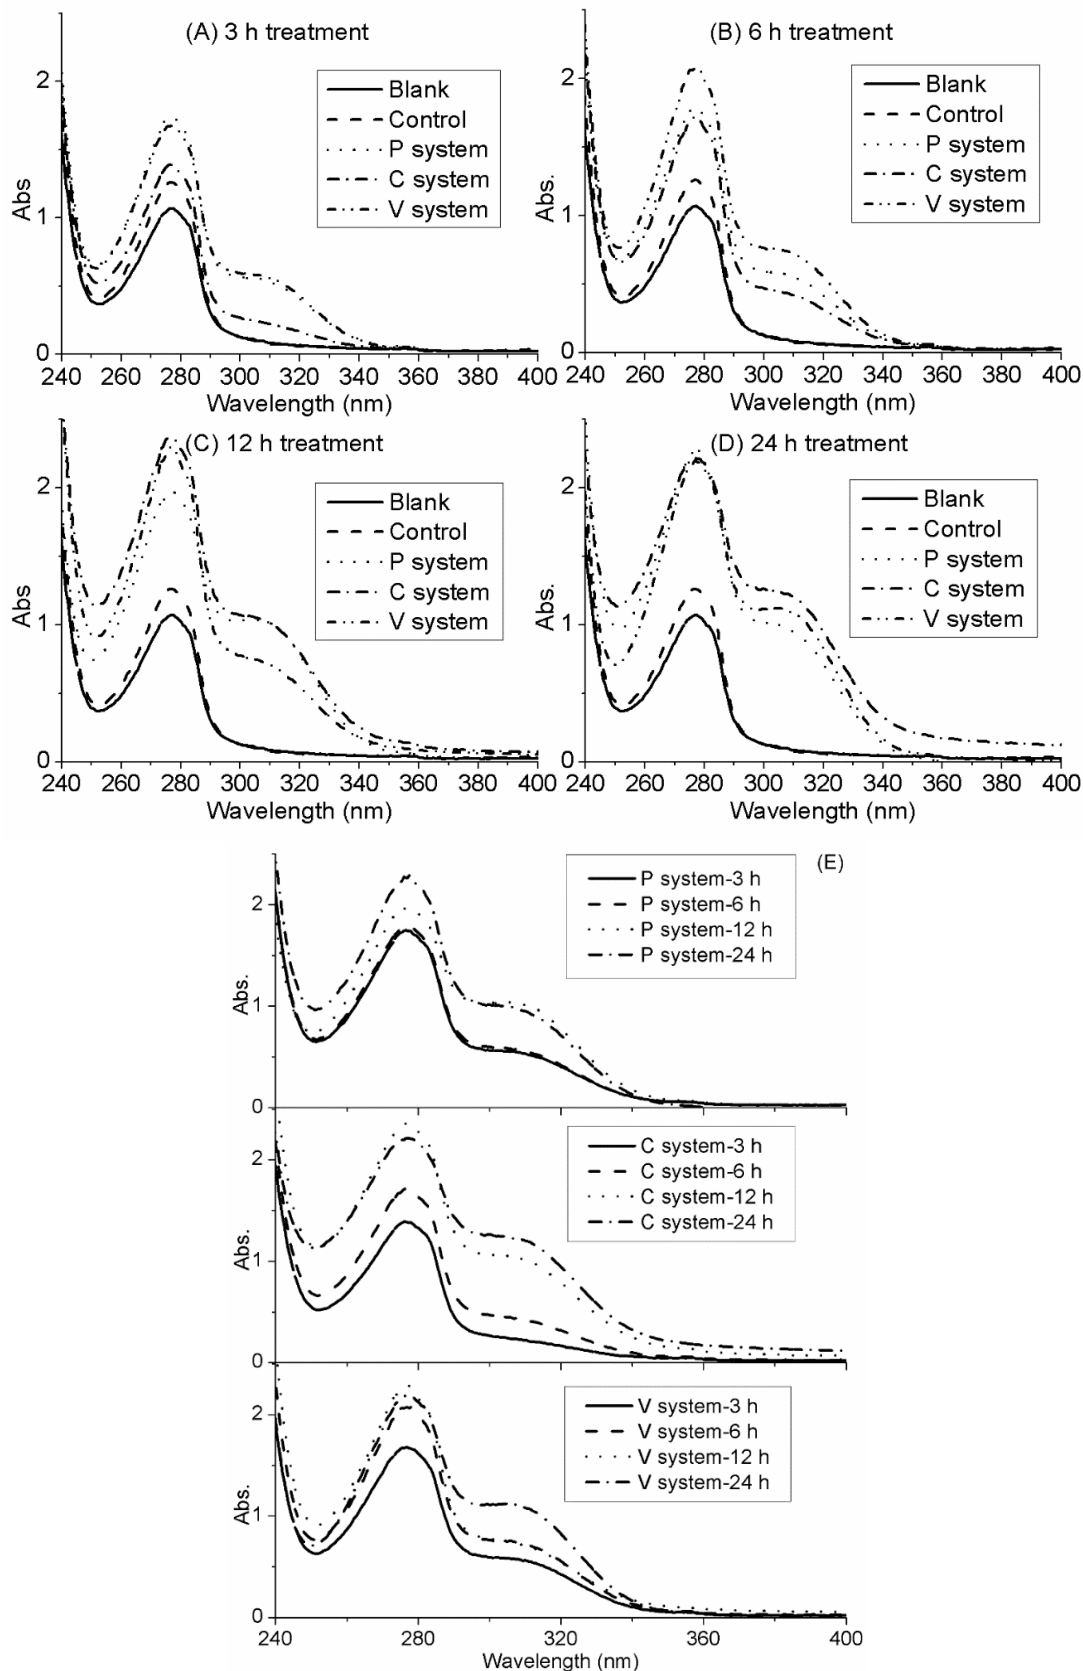 (A) 3 h treatment
Blank
Control
P system
C system
V system
Abs
2
1
0
240 260 280 300 320 340 360 380 400
Wavelength (nm)
(B) 6 h treatment
Blank
Control
P system
C system
V system
Abs.
2
1
0
240 260 280 300 320 340 360 380 400
Wavelength (nm)
(C) 12 h treatment
Blank
Control
P system
C system
V system
Abs
2
1
0
240 260 280 300 320 340 360 380 400
Wavelength (nm)
(D) 24 h treatment
Blank
Control
P system
C system
V system
Abs.
2
1
0
240 260 280 300 320 340 360 380 400
Wavelength (nm)
(E)
P system-3 h
P system-6 h
P system-12 h
P system-24 h
Abs.
2
1
0
C system-3 h
C system-6 h
C system-12 h
C system-24 h
Abs.
2
1
0
V system-3 h
V system-6 h
V system-12 h
V system-24 h
Abs.
2
1
0
240 280 320 360 400
Wavelength (nm)